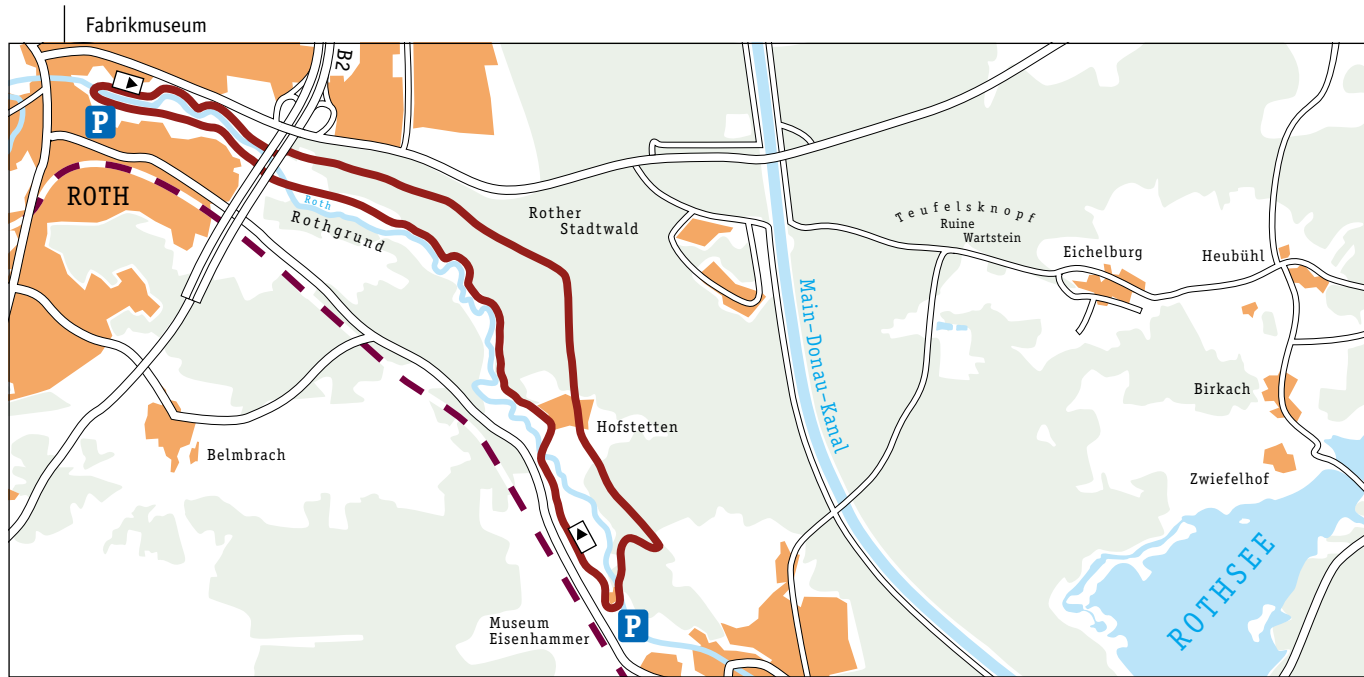 Fabrikmuseum
B2
P
ROTH
Roth
Rothgrund
Rother
Stadtwald
Teufelsknopf
Ruine
Wartstein
Eichelburg
Heubühl
Main-Donau-Kanal
Birkach
Hofstetten
Belmbrach
Zwiefelhof
ROTHSEE
Museum
Eisenhammer
P